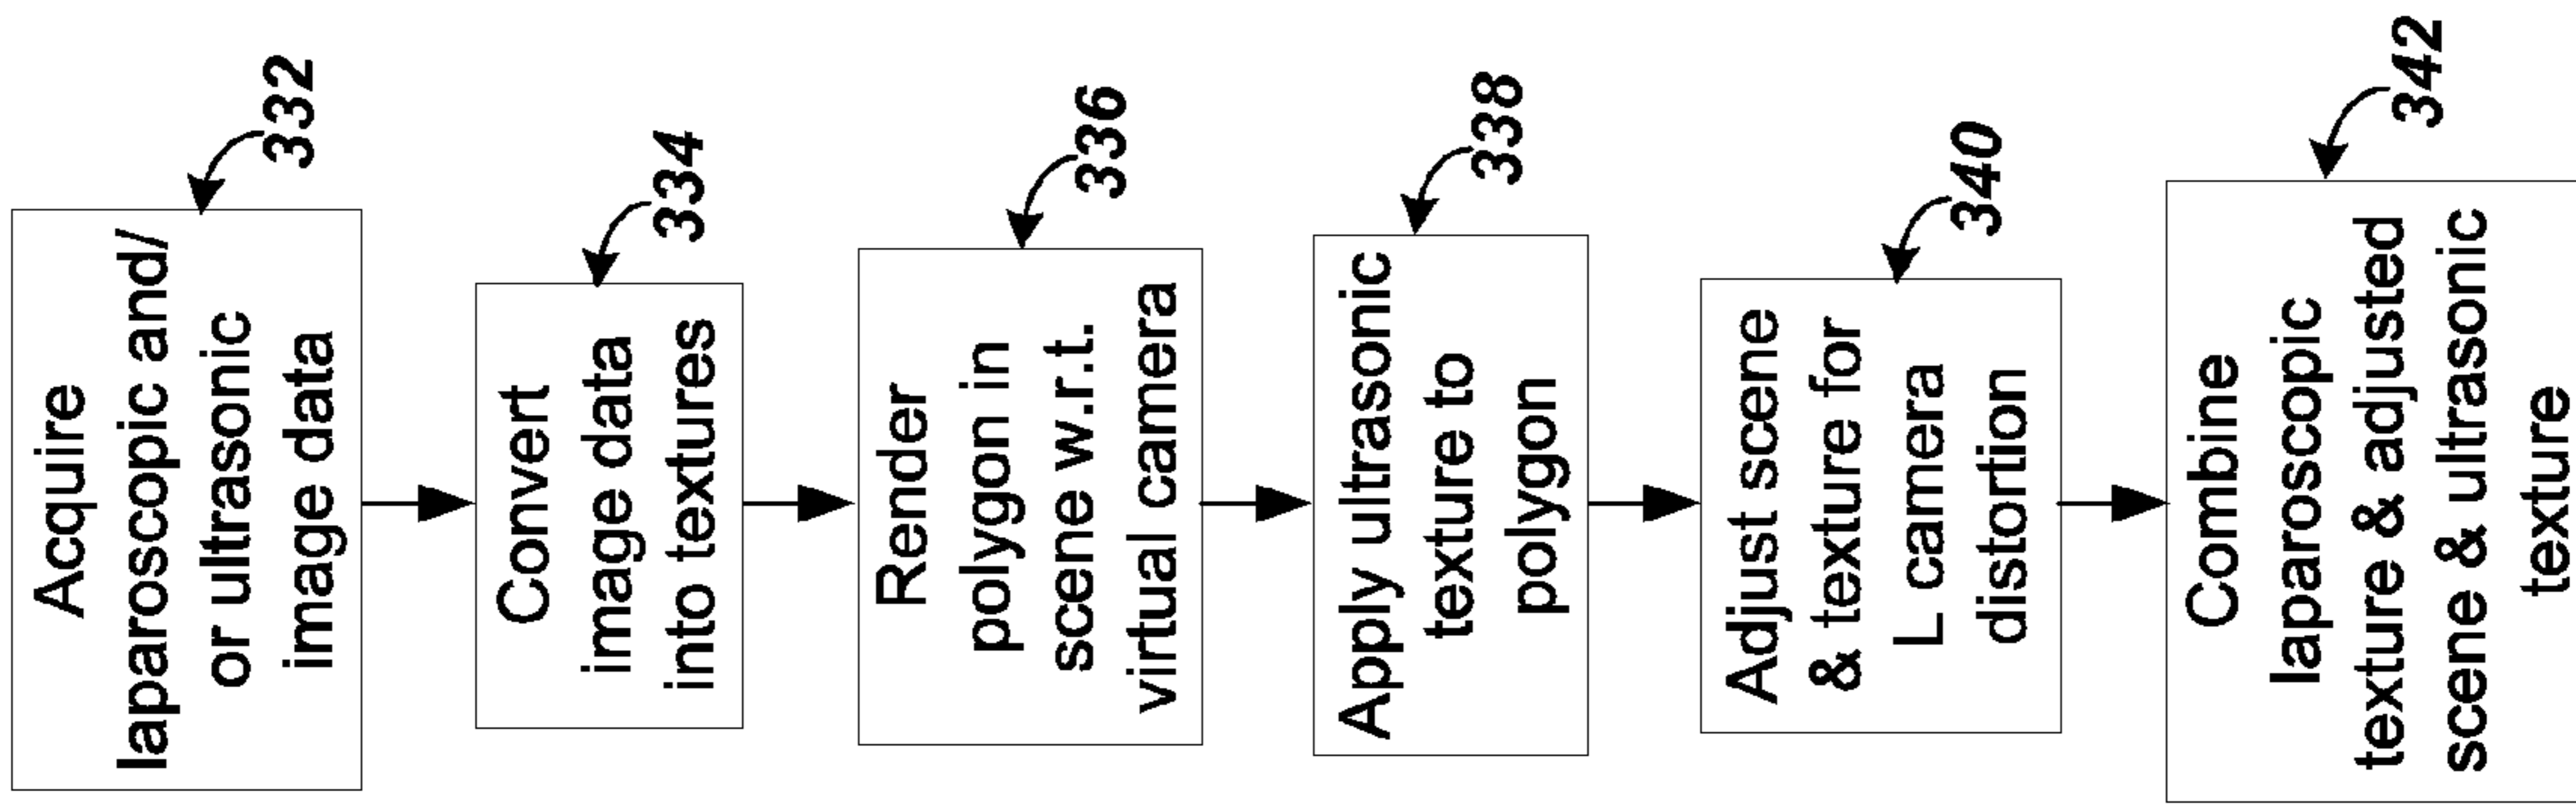 Acquire
laparoscopic and/
or ultrasonic
image data
332
Convert
image data
into textures
334
Render
polygon in
scene w.r.t.
virtual camera
336
Apply ultrasonic
texture to
polygon
338
Adjust scene
& texture for
L camera
distortion
340
Combine
laparoscopic
texture & adjusted
scene & ultrasonic
texture
342